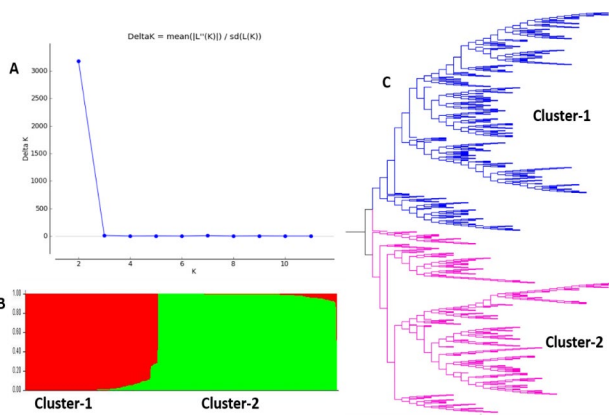 DeltaK = mean(|L''(K)|) / sd(L(K))
A
3000
2500
2000
1500
1000
500
0
Delta K
2
4
6
8
10
K
B
1.00
0.80
0.60
0.40
0.20
0.00
Cluster-1
Cluster-2
C
Cluster-1
Cluster-2